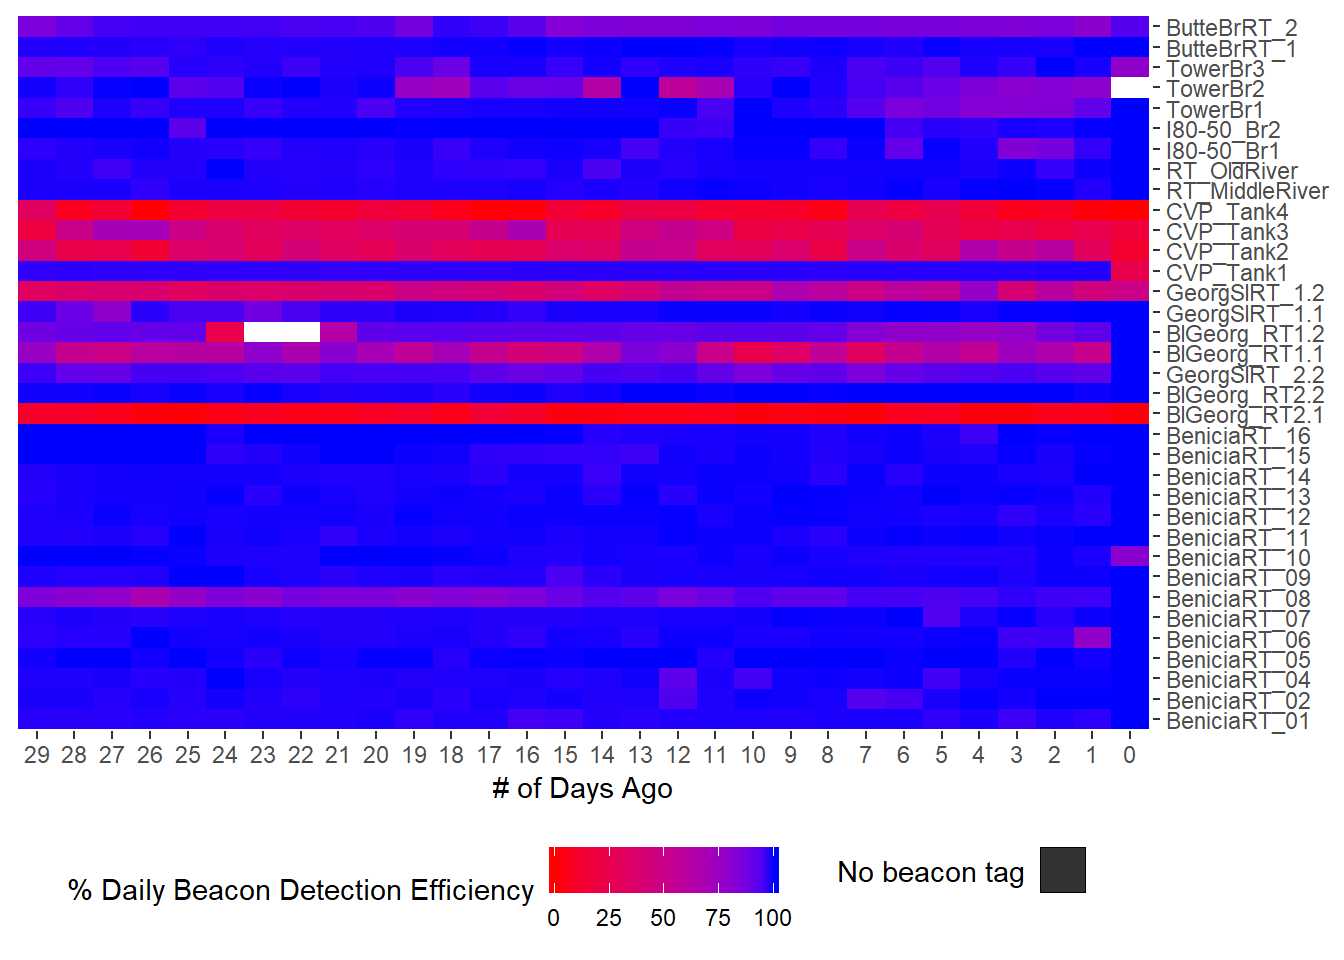 ButteBrRT_2
ButteBrRT_1
TowerBr3
TowerBr2
TowerBr1
I80-50_Br2
I80-50_Br1
RT_OldRiver
RT_MiddleRiver
CVP_Tank4
CVP_Tank3
CVP_Tank2
CVP_Tank1
GeorgSlRT_1.2
GeorgSlRT_1.1
BlGeorg_RT1.2
BlGeorg_RT1.1
GeorgSlRT_2.2
BlGeorg_RT2.2
BlGeorg_RT2.1
BeniciaRT_16
BeniciaRT_15
BeniciaRT_14
BeniciaRT_13
BeniciaRT_12
BeniciaRT_11
BeniciaRT_10
BeniciaRT_09
BeniciaRT_08
BeniciaRT_07
BeniciaRT_06
BeniciaRT_05
BeniciaRT_04
BeniciaRT_02
BeniciaRT_01
29 28 27 26 25 24 23 22 21 20 19 18 17 16 15 14 13 12 11 10 9 8 7 6 5 4 3 2 1 0
# of Days Ago
% Daily Beacon Detection Efficiency
0 25 50 75 100
No beacon tag